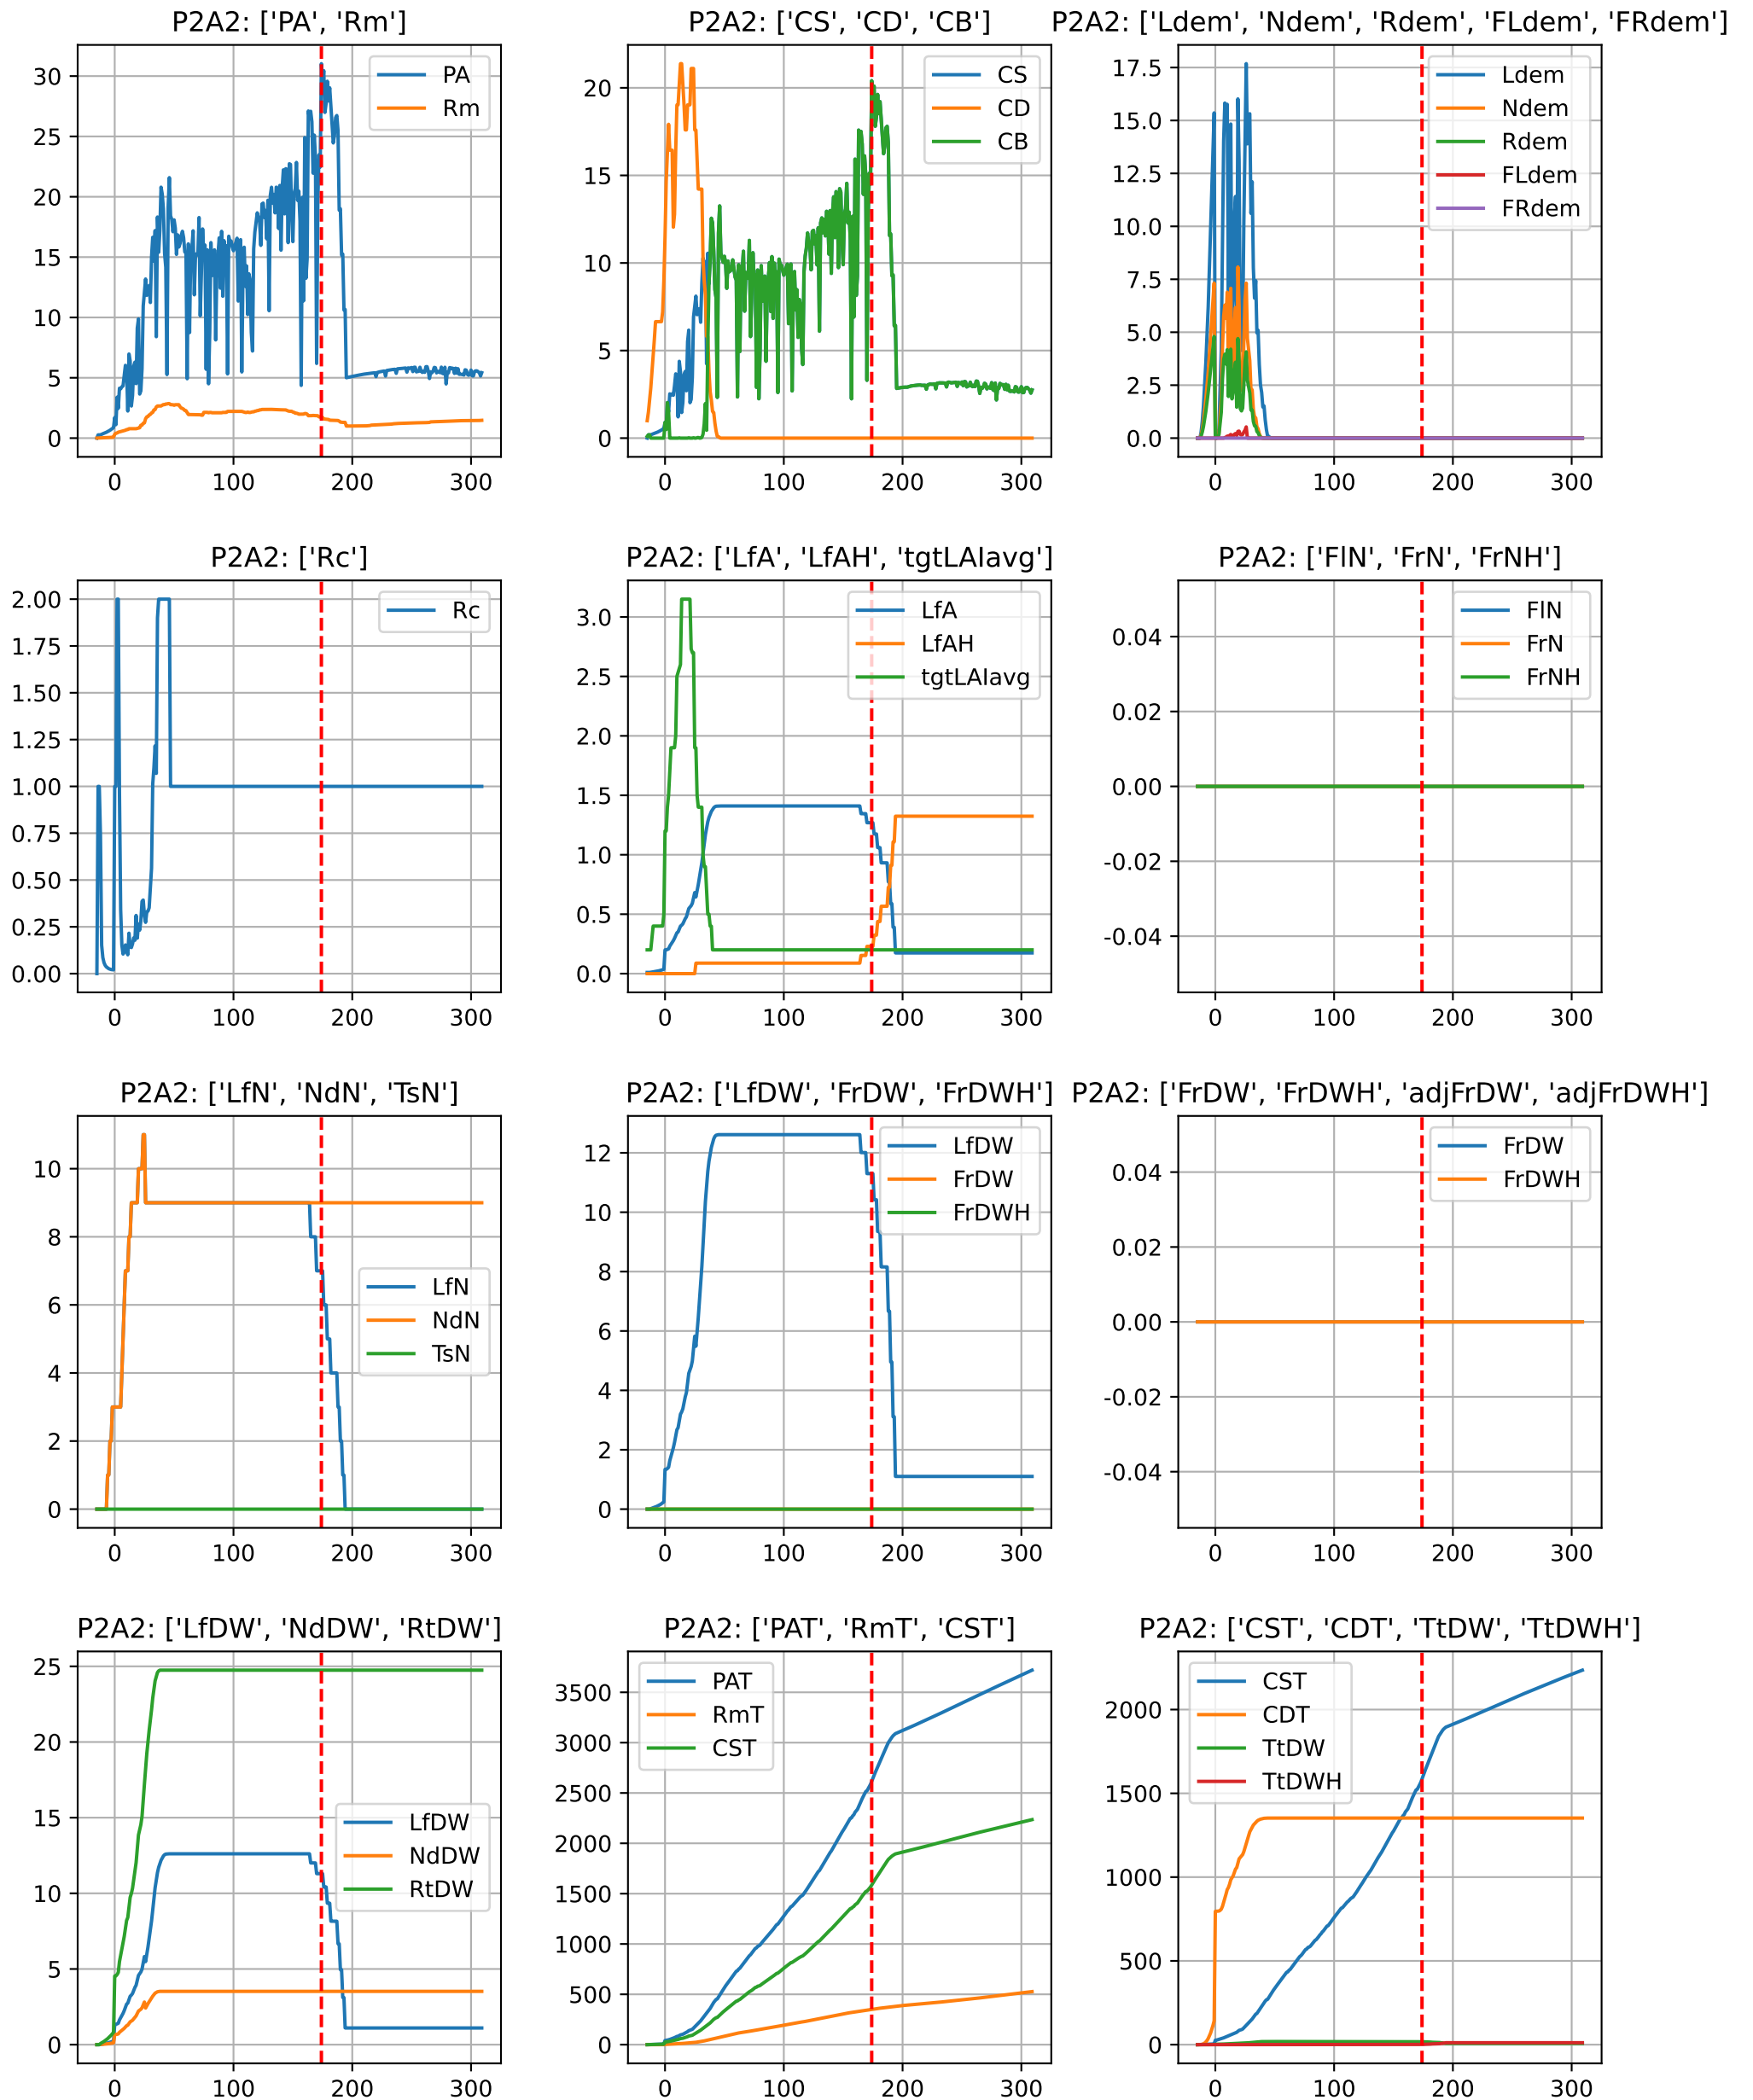 P2A2: ['PA', 'Rm']
30
25
20
15
10
5
0
0 100 200 300
PA
Rm
P2A2: ['CS', 'CD', 'CB']
20
15
10
5
0
0 100 200 300
CS
CD
CB
P2A2: ['Ldem', 'Ndem', 'Rdem', 'FLdem', 'FRdem']
17.5
15.0
12.5
10.0
7.5
5.0
2.5
0.0
0 100 200 300
Ldem
Ndem
Rdem
FLdem
FRdem
P2A2: ['Rc']
2.00
1.75
1.50
1.25
1.00
0.75
0.50
0.25
0.00
0 100 200 300
Rc
P2A2: ['LfA', 'LfAH', 'tgtLAIavg']
3.0
2.5
2.0
1.5
1.0
0.5
0.0
0 100 200 300
LfA
LfAH
tgtLAIavg
P2A2: ['FlN', 'FrN', 'FrNH']
0.04
0.02
0.00
-0.02
-0.04
0 100 200 300
FlN
FrN
FrNH
P2A2: ['LfN', 'NdN', 'TsN']
10
8
6
4
2
0
0 100 200 300
LfN
NdN
TsN
P2A2: ['LfDW', 'FrDW', 'FrDWH']
12
10
8
6
4
2
0
0 100 200 300
LfDW
FrDW
FrDWH
P2A2: ['FrDW', 'FrDWH', 'adjFrDW', 'adjFrDWH']
0.04
0.02
0.00
-0.02
-0.04
0 100 200 300
FrDW
FrDWH
P2A2: ['LfDW', 'NdDW', 'RtDW']
25
20
15
10
5
0
0 100 200 300
LfDW
NdDW
RtDW
P2A2: ['PAT', 'RmT', 'CST']
3500
3000
2500
2000
1500
1000
500
0
0 100 200 300
PAT
RmT
CST
P2A2: ['CST', 'CDT', 'TtDW', 'TtDWH']
2000
1500
1000
500
0
0 100 200 300
CST
CDT
TtDW
TtDWH